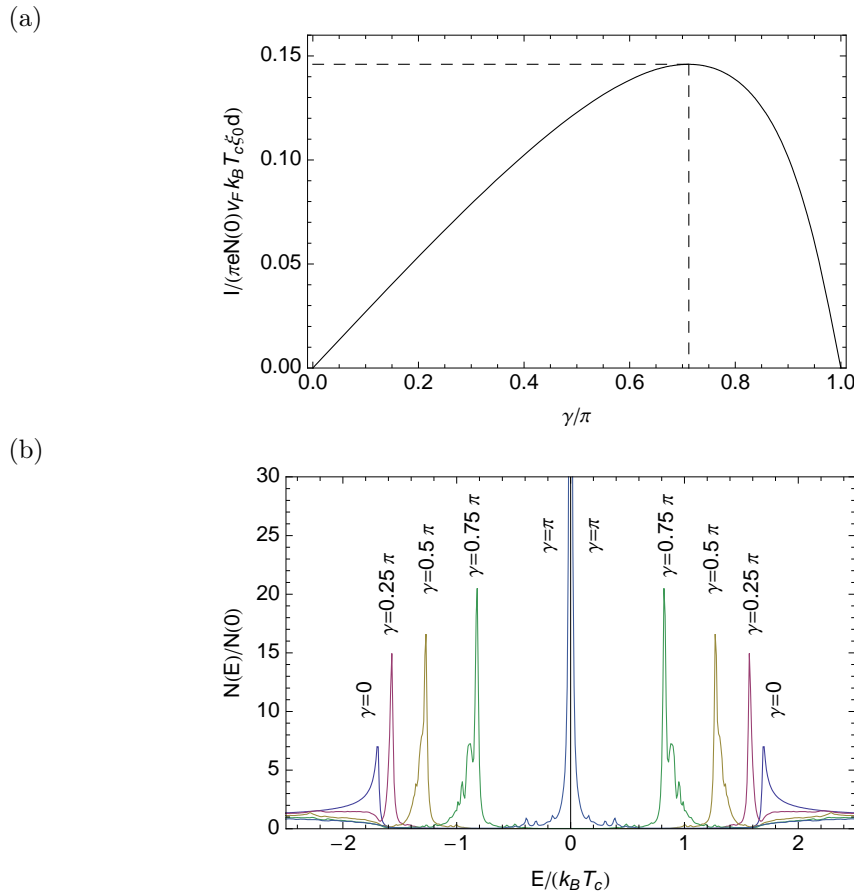 (a)
I/(πeN(0)v_F k_B T_c ξ_0 d)
0.15
0.10
0.05
0.00
0.0 0.2 0.4 0.6 0.8 1.0
γ/π
(b)
N(E)/N(0)
30
25
20
15
10
5
0
γ=0
γ=0.25 π
γ=0.5 π
γ=0.75 π
γ=π
γ=π
γ=0.75 π
γ=0.5 π
γ=0.25 π
γ=0
−2 −1 0 1 2
E/(k_B T_c)